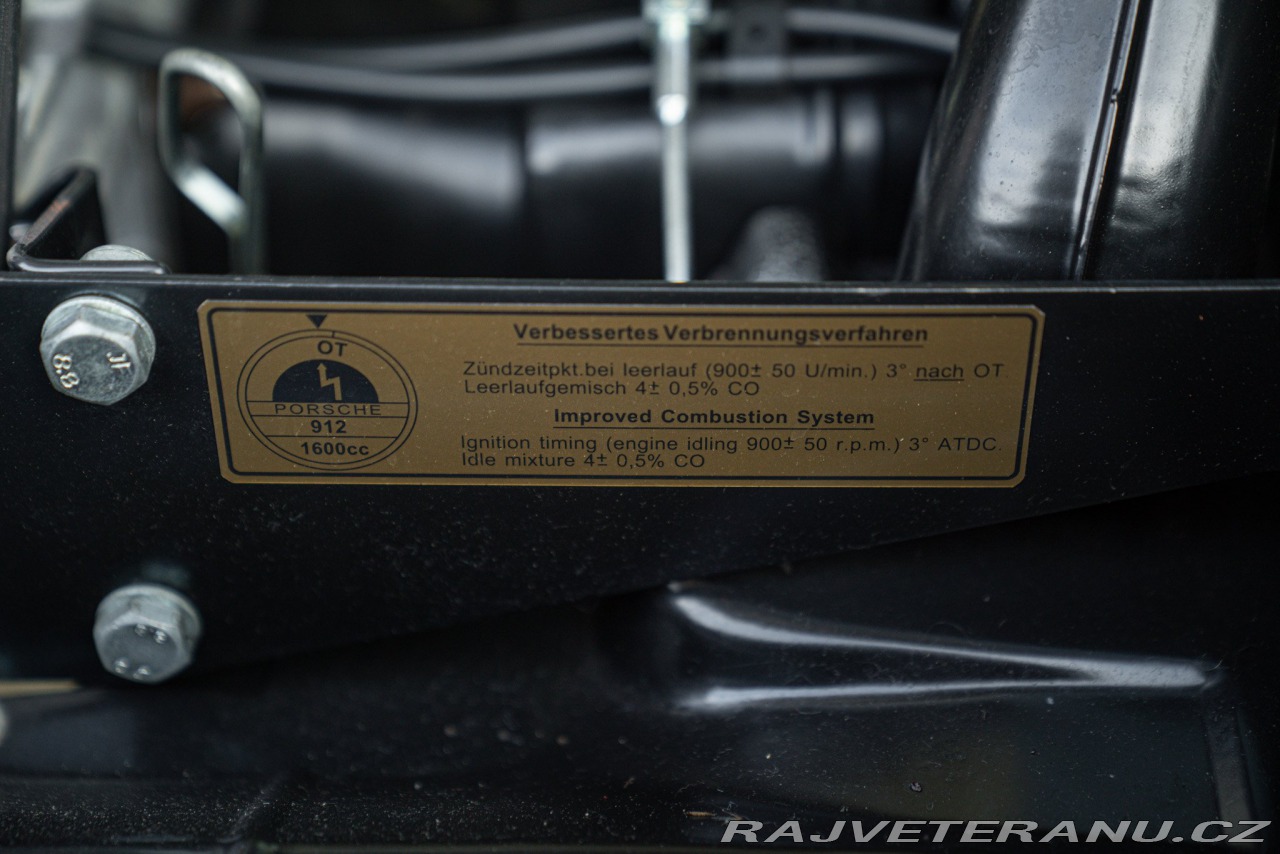 OT
PORSCHE
912
1600cc
Verbessertes Verbrennungsverfahren
Zündzeitpkt.bei leerlauf (900± 50 U/min.) 3° nach OT.
Leerlaufgemisch 4± 0,5% CO
Improved Combustion System
Ignition timing (engine idling 900± 50 r.p.m.) 3° ATDC.
Idle mixture 4± 0,5% CO
JF
8.8
RAJVETERANU.CZ